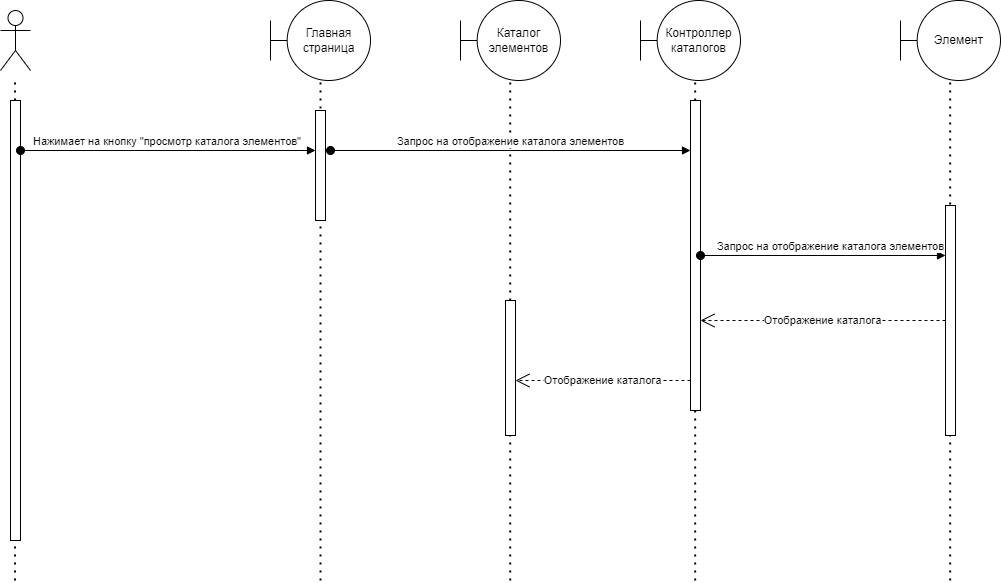 Главная
страница
Каталог
элементов
Контроллер
каталогов
Элемент
Нажимает на кнопку "просмотр каталога элементов"
Запрос на отображение каталога элементов
Запрос на отображение каталога элементов
Отображение каталога
Отображение каталога